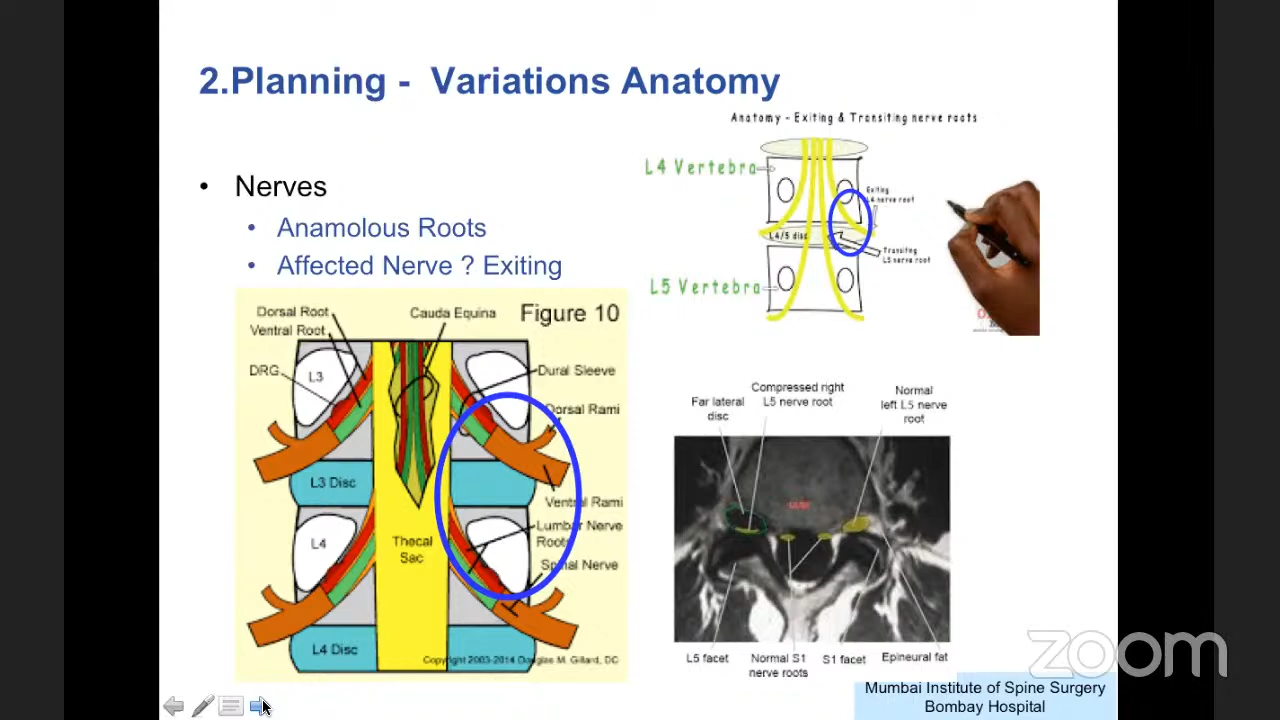 2.Planning - Variations Anatomy
• Nerves
• Anamolous Roots
• Affected Nerve ? Exiting
Anatomy - Exiting & Transiting nerve roots
L4 Vertebra
Exiting
L4 nerve root
L4/5 disc
Transiting
L5 nerve root
L5 Vertebra
Figure 10
Dorsal Root
Ventral Root
Cauda Equina
DRG
L3
Dural Sleeve
Dorsal Rami
L3 Disc
Ventral Rami
L4
Lumbar Nerve
Roots
Thecal
Sac
Spinal Nerve
L4 Disc
Copyright 2003-2014 Douglas M. Gillard, DC
Far lateral
disc
Compressed right
L5 nerve root
Normal
left L5 nerve
root
L5 facet
Normal S1
nerve roots
S1 facet
Epineural fat
zoom
Mumbai Institute of Spine Surgery
Bombay Hospital